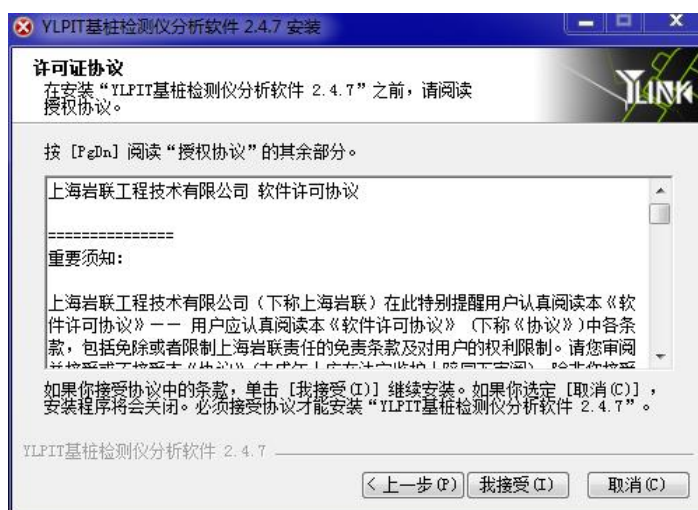 YLPIT基桩检测仪分析软件 2.4.7 安装
许可证协议
在安装“YLPIT基桩检测仪分析软件 2.4.7”之前，请阅读
授权协议。
YLINK
按 [PgDn] 阅读“授权协议”的其余部分。
上海岩联工程技术有限公司 软件许可协议
===============
重要须知：
上海岩联工程技术有限公司（下称上海岩联）在此特别提醒用户认真阅读本《软
件许可协议》—— 用户应认真阅读本《软件许可协议》（下称《协议》）中各条
款，包括免除或者限制上海岩联责任的免责条款及对用户的权利限制。请您审阅
如果你接受协议中的条款，单击 [我接受(I)] 继续安装。如果你选定 [取消(C)] ，
安装程序将会关闭。必须接受协议才能安装“YLPIT基桩检测仪分析软件 2.4.7”。
YLPIT基桩检测仪分析软件 2.4.7
< 上一步(P) 我接受(I) 取消(C)